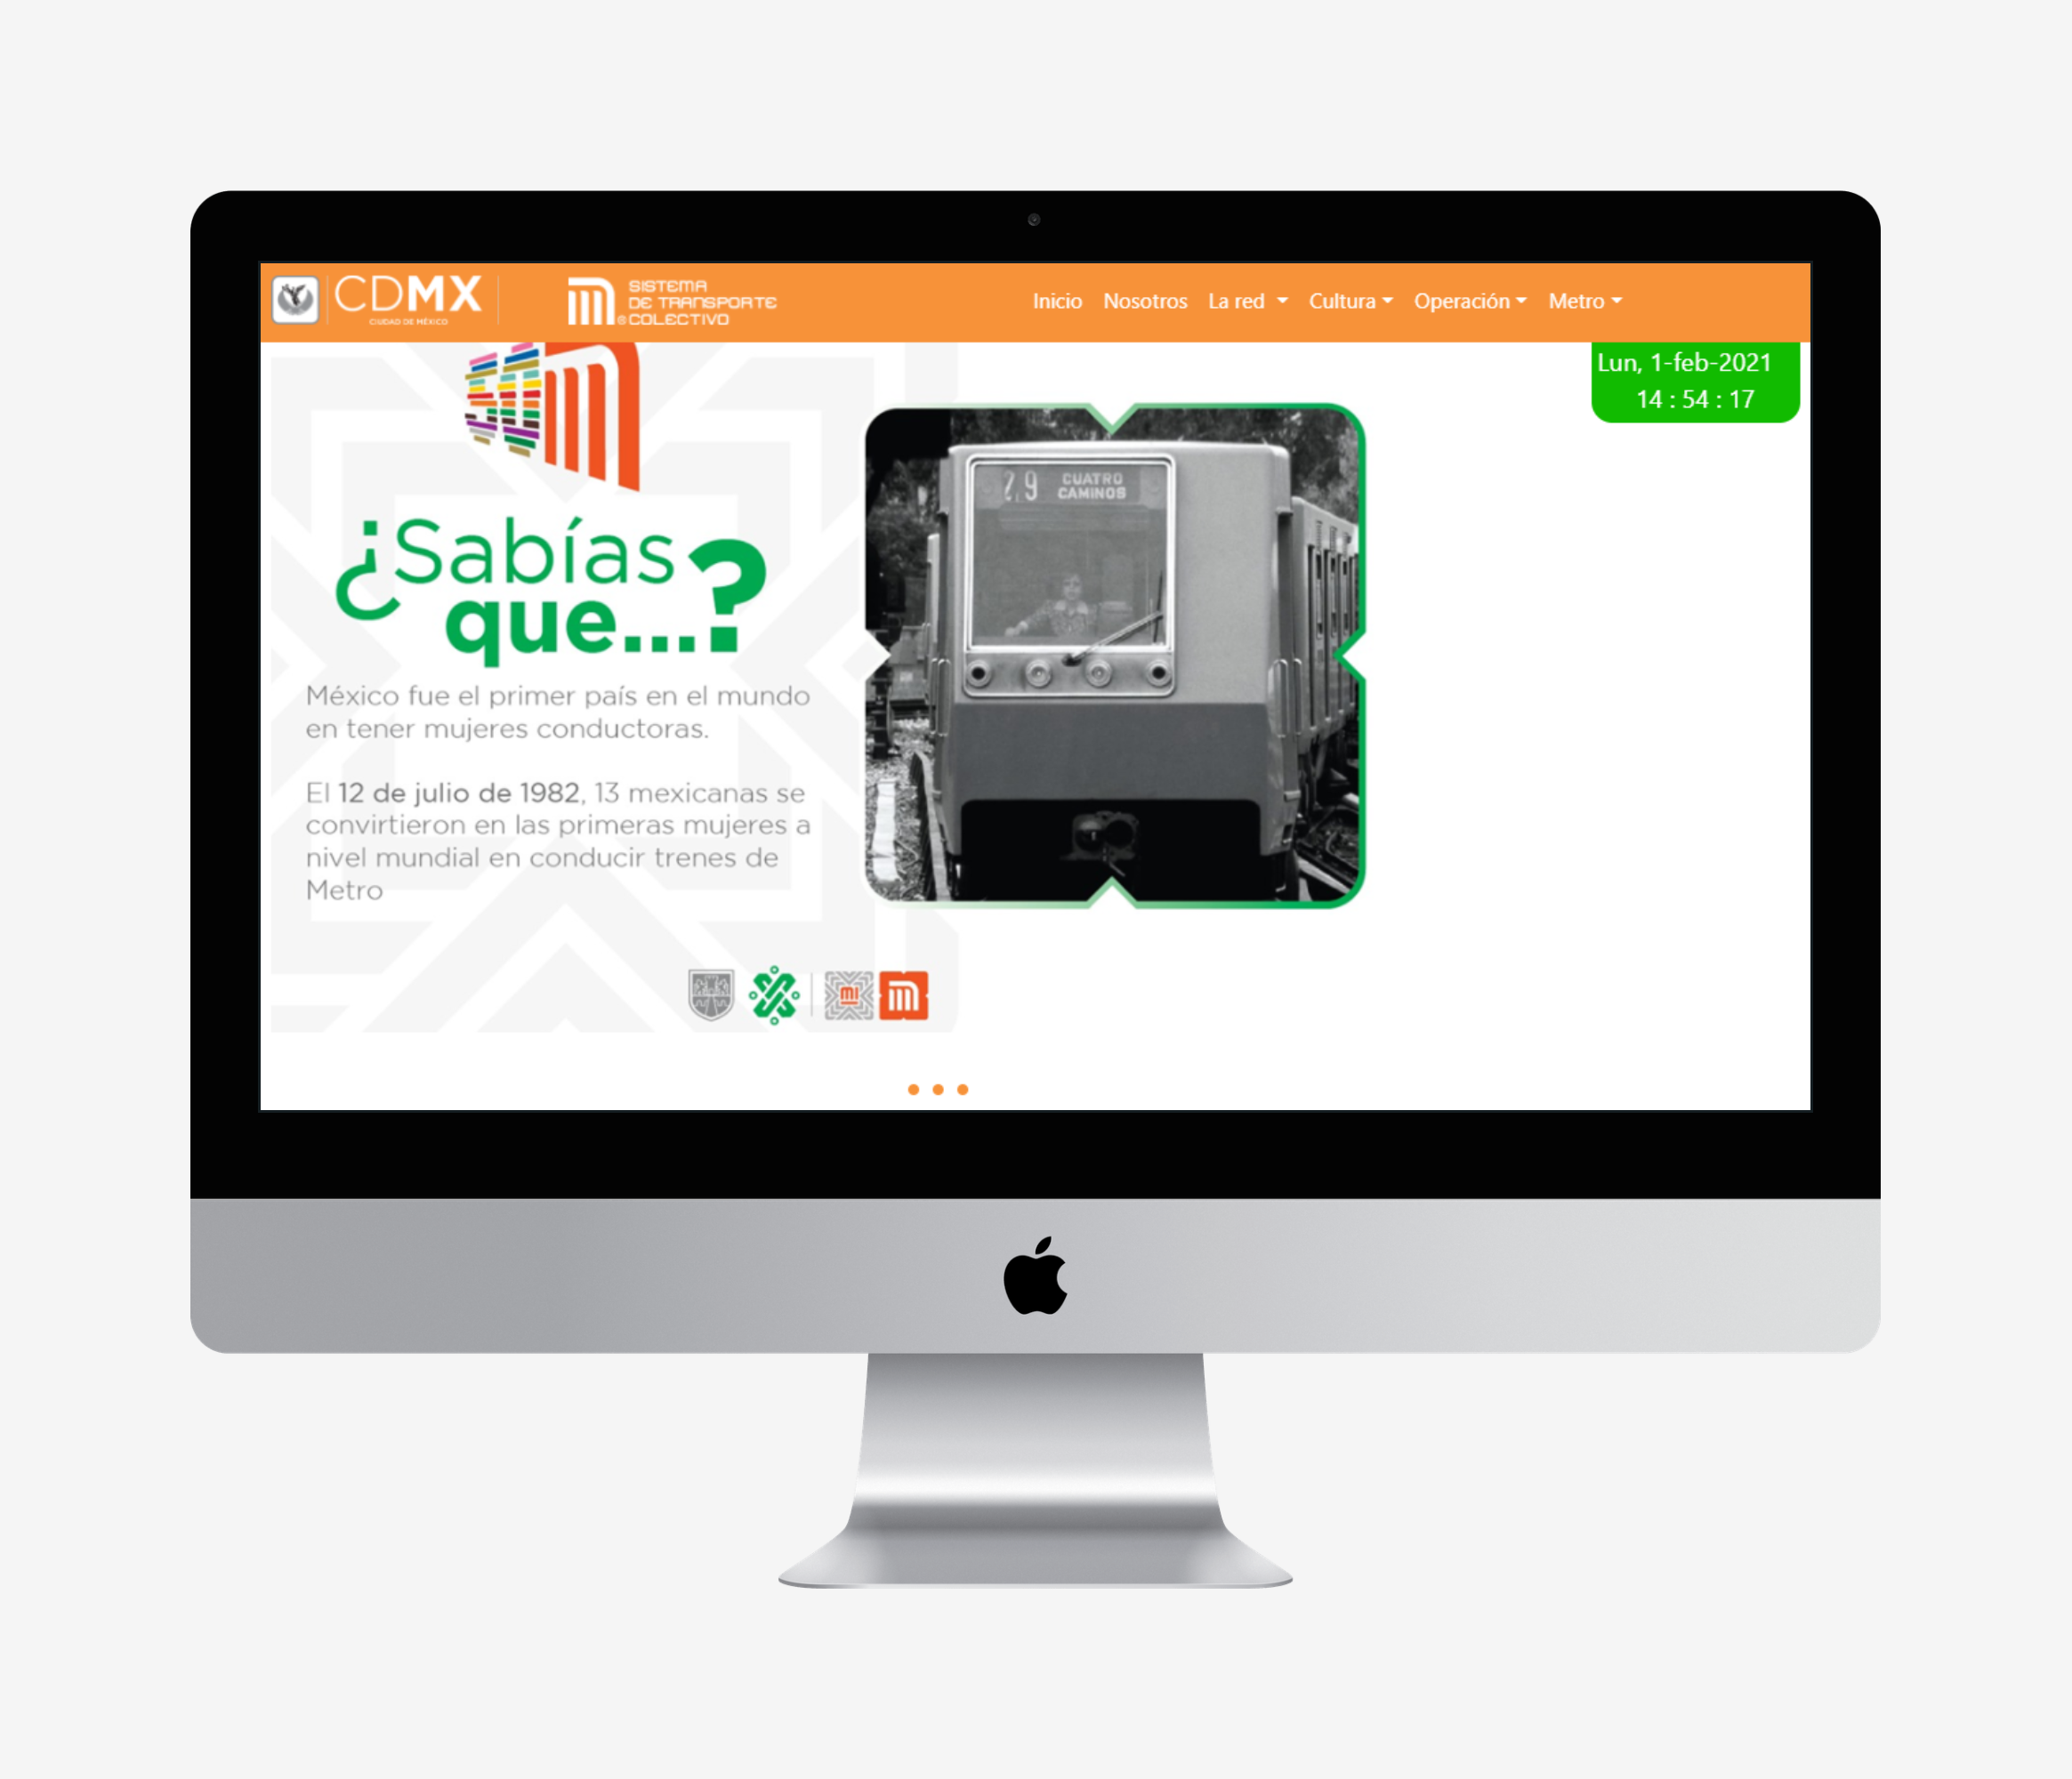 CDMX
CIUDAD DE MÉXICO
SISTEMA
DE TRANSPORTE
COLECTIVO
Inicio Nosotros La red Cultura Operación Metro
Lun, 1-feb-2021
14 : 54 : 17
¿Sabías
que...?
México fue el primer país en el mundo
en tener mujeres conductoras.
El 12 de julio de 1982, 13 mexicanas se
convirtieron en las primeras mujeres a
nivel mundial en conducir trenes de
Metro
CUATRO
CAMINOS
MI